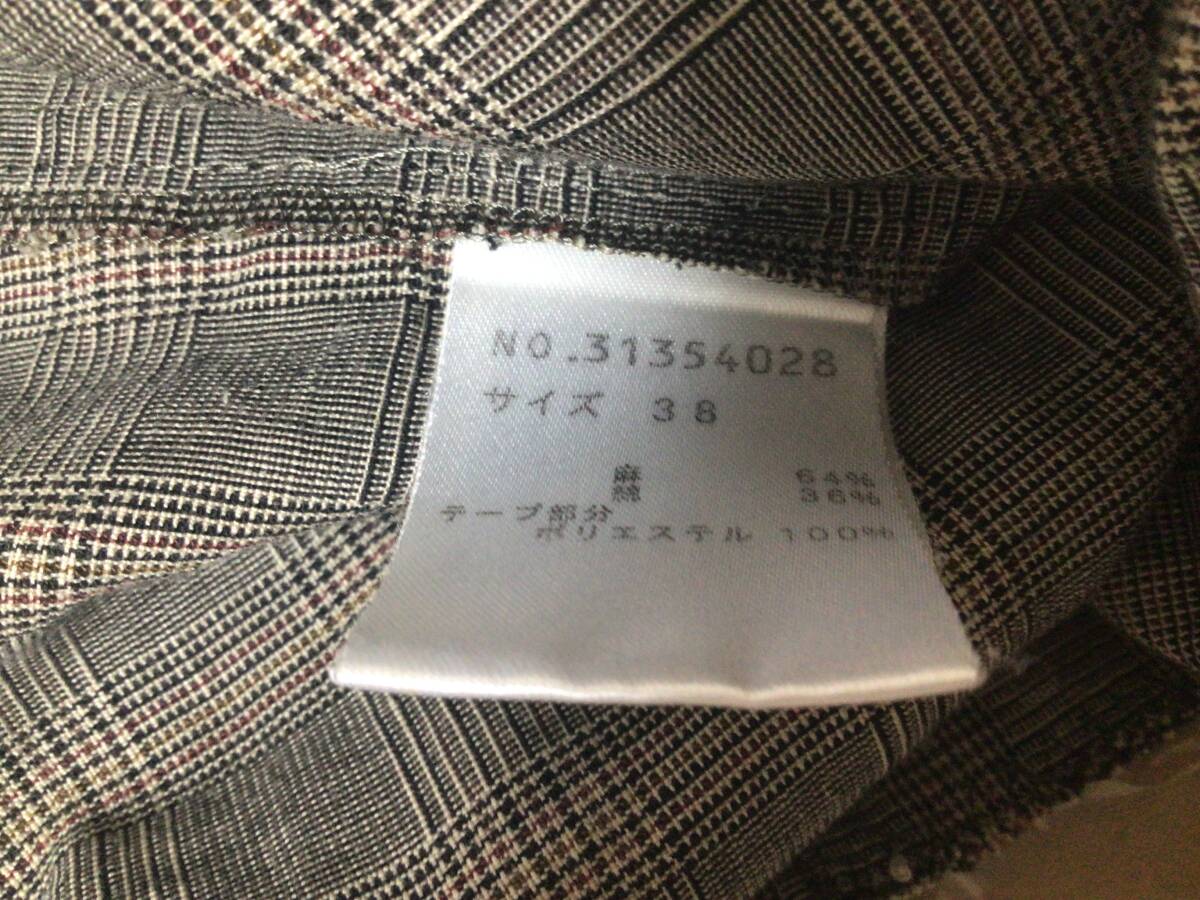 NO.31354028
サイズ 38
麻 64%
綿 36%
テープ部分
ポリエステル 100%